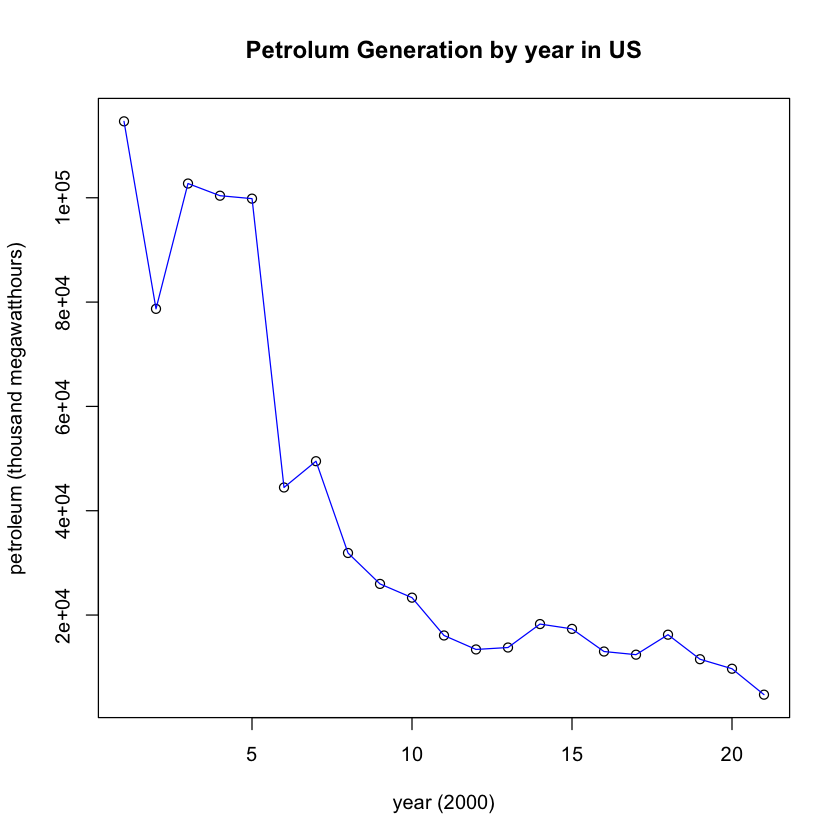 Petrolum Generation by year in US
petroleum (thousand megawatthours)
1e+05
8e+04
6e+04
4e+04
2e+04
5 10 15 20
year (2000)